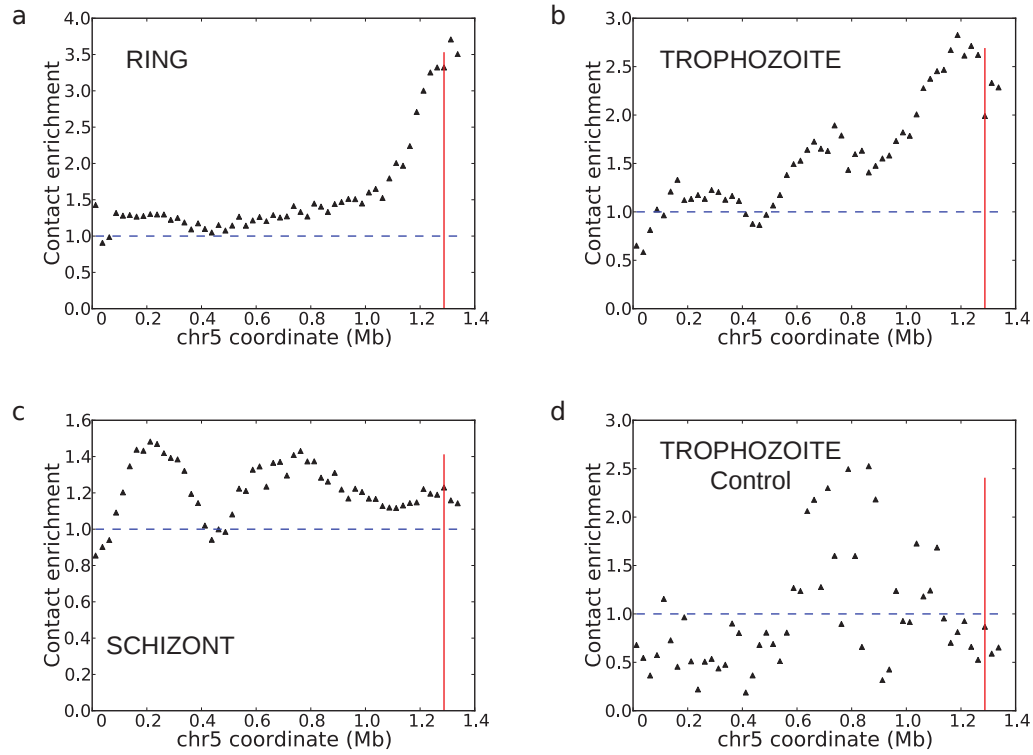 a
RING
Contact enrichment
4.0
3.5
3.0
2.5
2.0
1.5
1.0
0.5
0.0
0 0.2 0.4 0.6 0.8 1.0 1.2 1.4
chr5 coordinate (Mb)
b
TROPHOZOITE
Contact enrichment
3.0
2.5
2.0
1.5
1.0
0.5
0.0
0 0.2 0.4 0.6 0.8 1.0 1.2 1.4
chr5 coordinate (Mb)
c
SCHIZONT
Contact enrichment
1.6
1.4
1.2
1.0
0.8
0.6
0.4
0.2
0.0
0 0.2 0.4 0.6 0.8 1.0 1.2 1.4
chr5 coordinate (Mb)
d
TROPHOZOITE
Control
Contact enrichment
3.0
2.5
2.0
1.5
1.0
0.5
0.0
0 0.2 0.4 0.6 0.8 1.0 1.2 1.4
chr5 coordinate (Mb)